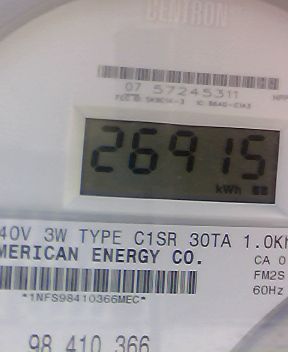 CENTRON
07 57245311
26915
kWh
40V 3W TYPE C1SR 30TA 1.0Kh
MERICAN ENERGY CO.
CA 0
FM2S
60Hz
*1NFS98410366MEC*
98 410 366